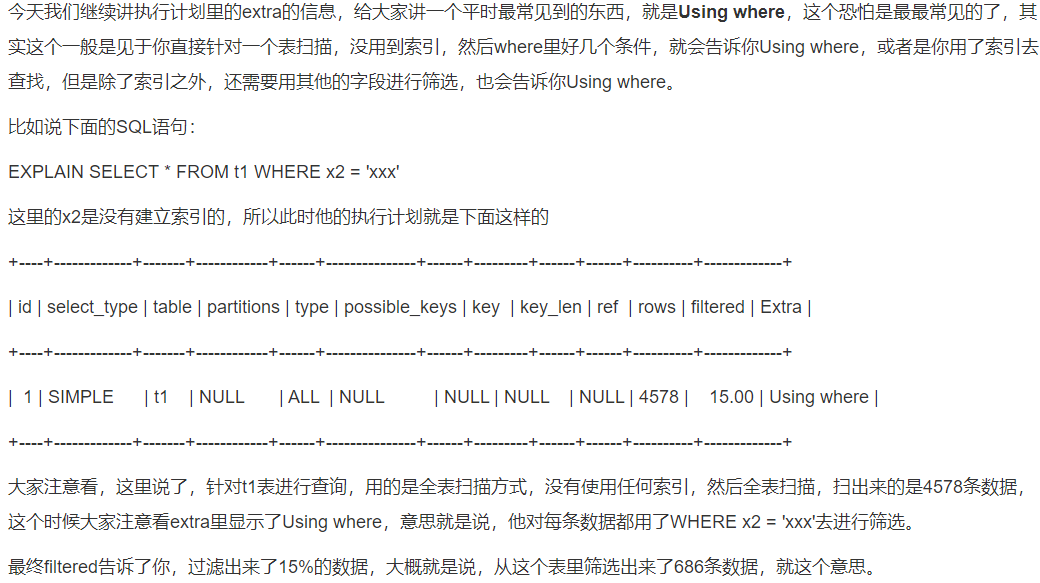 今天我们继续讲执行计划里的extra的信息，给大家讲一个平时最常见到的东西，就是Using where，这个恐怕是最最常见的了，其
实这个一般是见于你直接针对一个表扫描，没用到索引，然后where里好几个条件，就会告诉你Using where，或者是你用了索引去
查找，但是除了索引之外，还需要用其他的字段进行筛选，也会告诉你Using where。
比如说下面的SQL语句：
EXPLAIN SELECT * FROM t1 WHERE x2 = 'xxx'
这里的x2是没有建立索引的，所以此时他的执行计划就是下面这样的
+----+-------------+-------+------------+------+---------------+------+---------+------+------+----------+-------------+
| id | select_type | table | partitions | type | possible_keys | key  | key_len | ref  | rows | filtered | Extra |
+----+-------------+-------+------------+------+---------------+------+---------+------+------+----------+-------------+
|  1 | SIMPLE      | t1    | NULL       | ALL  | NULL          | NULL | NULL    | NULL | 4578 |    15.00 | Using where |
+----+-------------+-------+------------+------+---------------+------+---------+------+------+----------+-------------+
大家注意看，这里说了，针对t1表进行查询，用的是全表扫描方式，没有使用任何索引，然后全表扫描，扫出来的是4578条数据，
这个时候大家注意看extra里显示了Using where，意思就是说，他对每条数据都用了WHERE x2 = 'xxx'去进行筛选。
最终filtered告诉了你，过滤出来了15%的数据，大概就是说，从这个表里筛选出来了686条数据，就这个意思。